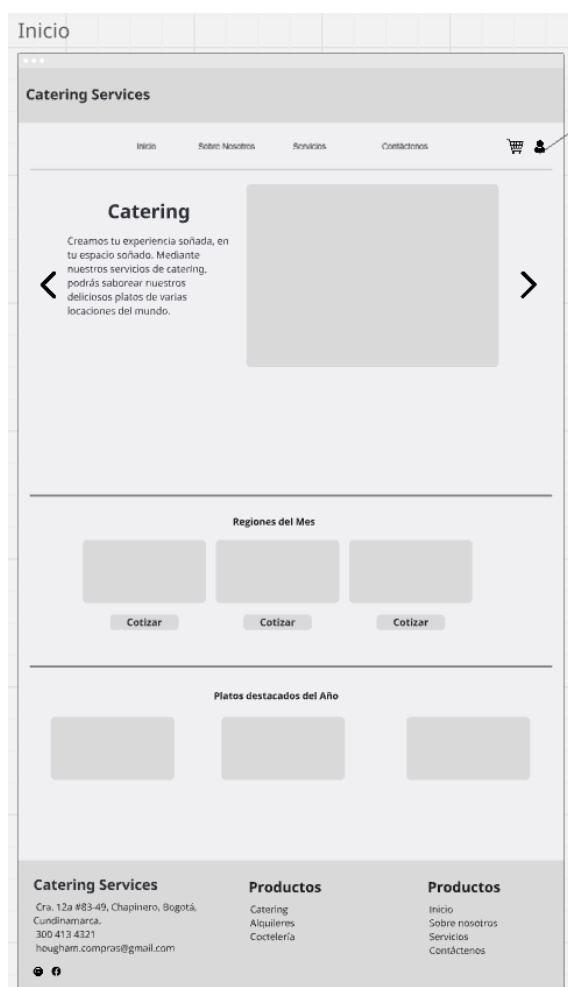 Inicio
Catering Services
Inicio Sobre Nosotros Servicios Contáctenos
Catering
Creamos tu experiencia soñada, en
tu espacio soñado. Mediante
nuestros servicios de catering,
podrás saborear nuestros
deliciosos platos de varias
locaciones del mundo.
Regiones del Mes
Cotizar Cotizar Cotizar
Platos destacados del Año
Catering Services
Cra. 12a #83-49, Chapinero, Bogotá,
Cundinamarca.
300 413 4321
hougham.compras@gmail.com
Productos
Catering
Alquileres
Coctelería
Productos
Inicio
Sobre nosotros
Servicios
Contáctenos